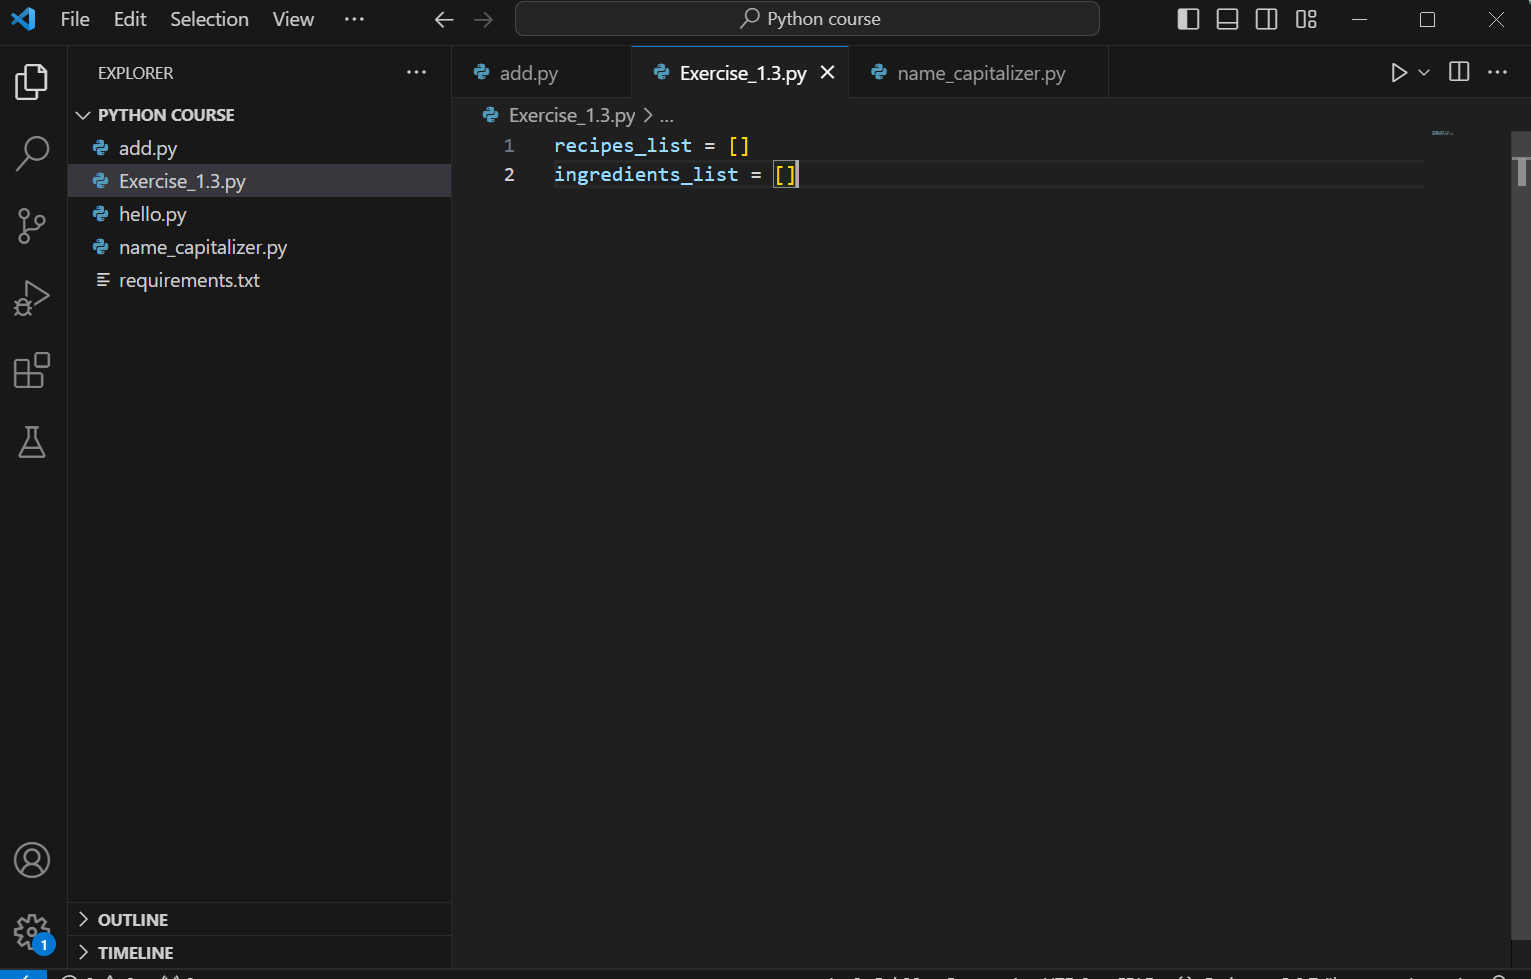 File Edit Selection View ...
Python course
EXPLORER ...
PYTHON COURSE
add.py
Exercise_1.3.py
hello.py
name_capitalizer.py
requirements.txt
OUTLINE
TIMELINE
1
add.py Exercise_1.3.py name_capitalizer.py
Exercise_1.3.py > ...
1 recipes_list = []
2 ingredients_list = []